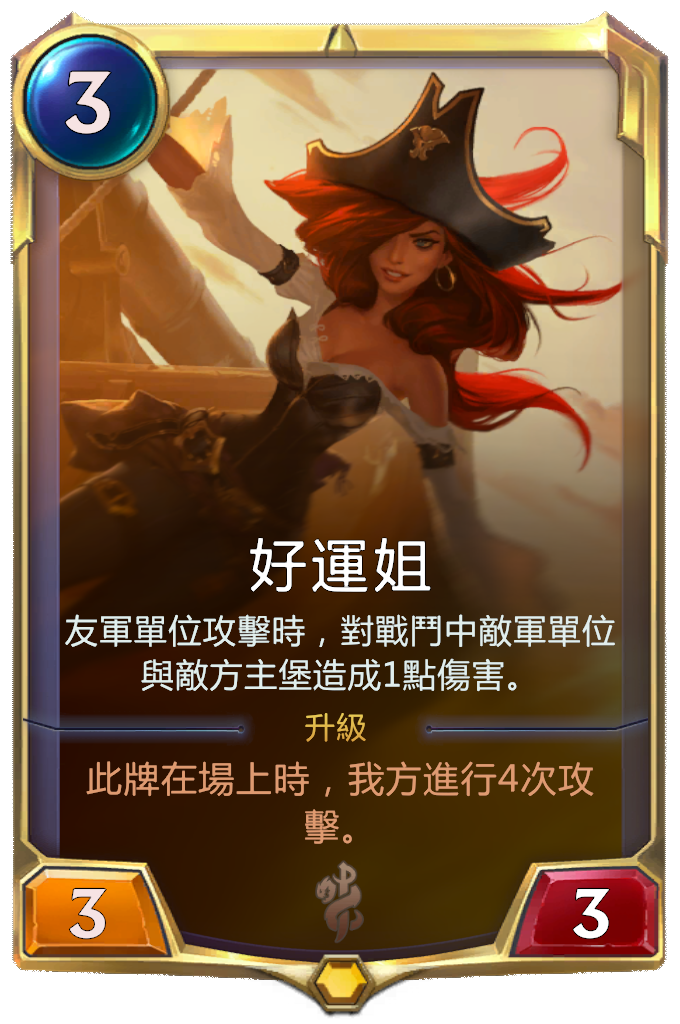 3
好運姐
友軍單位攻擊時，對戰鬥中敵軍單位
與敵方主堡造成1點傷害。
升級
此牌在場上時，我方進行4次攻
擊。
3
3